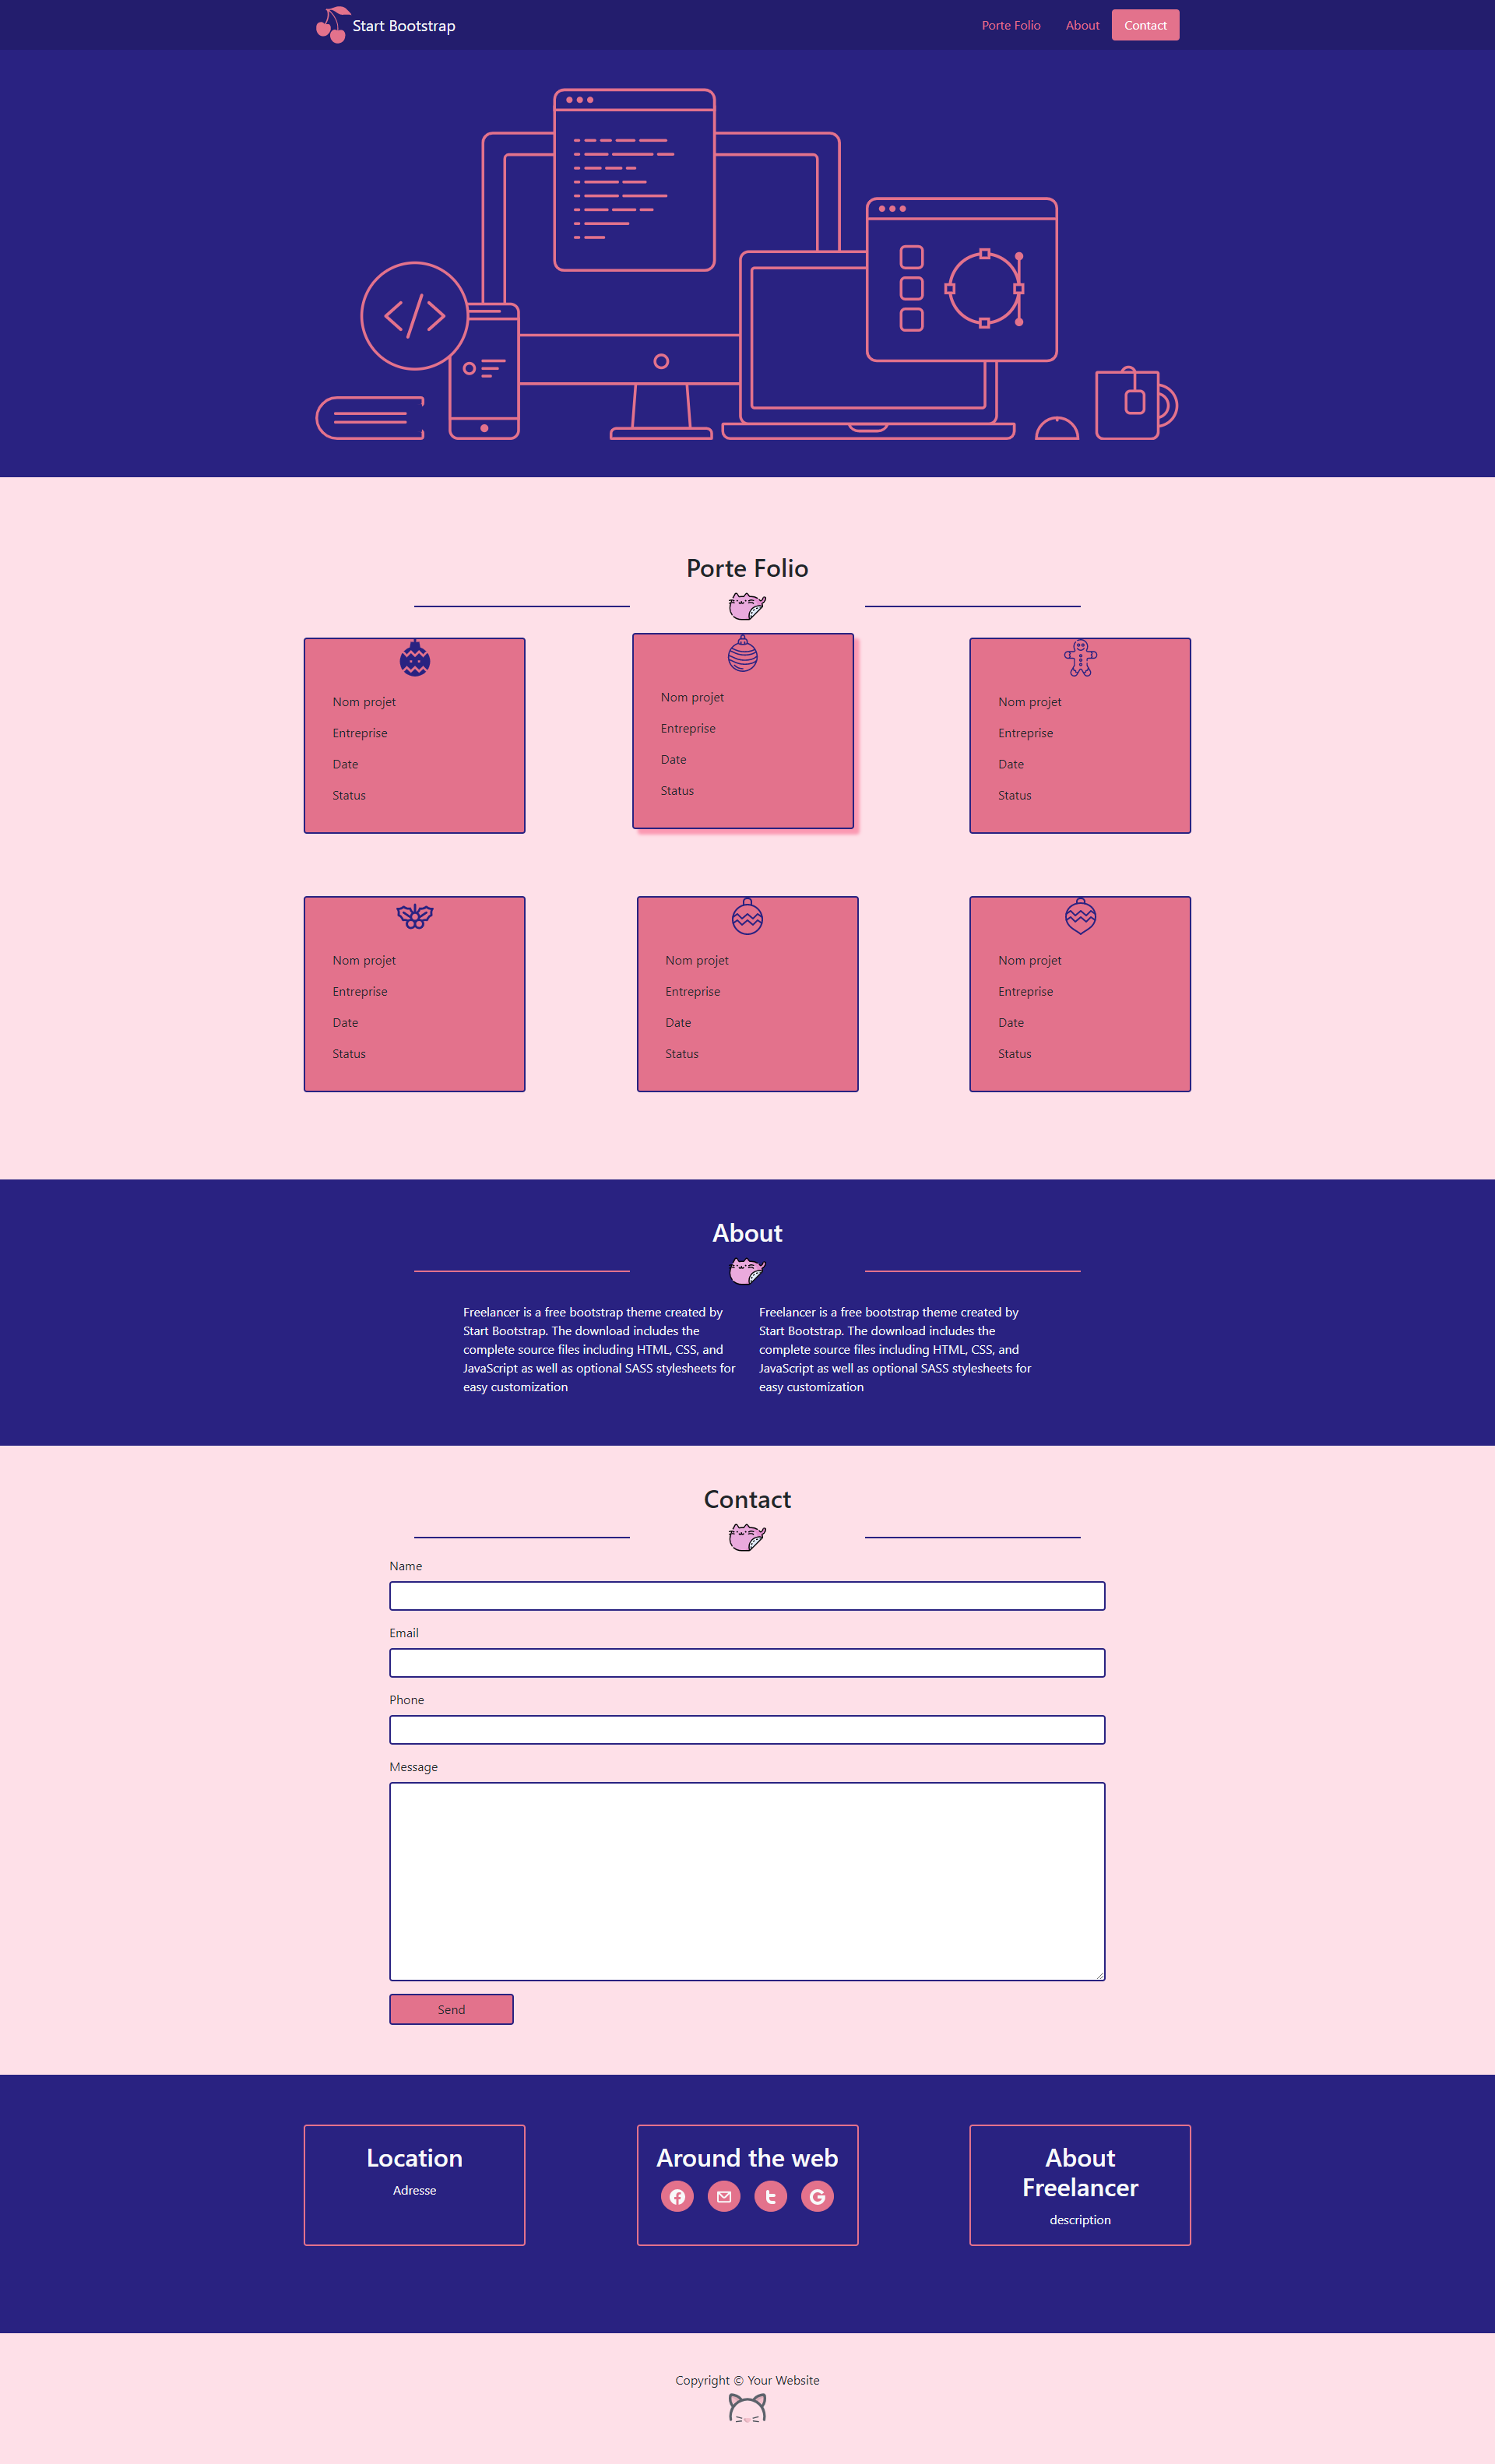 Start Bootstrap
Porte Folio
About
Contact
Porte Folio
Nom projet
Entreprise
Date
Status
Nom projet
Entreprise
Date
Status
Nom projet
Entreprise
Date
Status
Nom projet
Entreprise
Date
Status
Nom projet
Entreprise
Date
Status
Nom projet
Entreprise
Date
Status
About
Freelancer is a free bootstrap theme created by
Start Bootstrap. The download includes the
complete source files including HTML, CSS, and
JavaScript as well as optional SASS stylesheets for
easy customization
Freelancer is a free bootstrap theme created by
Start Bootstrap. The download includes the
complete source files including HTML, CSS, and
JavaScript as well as optional SASS stylesheets for
easy customization
Contact
Name
Email
Phone
Message
Send
Location
Adresse
Around the web
About
Freelancer
description
Copyright © Your Website